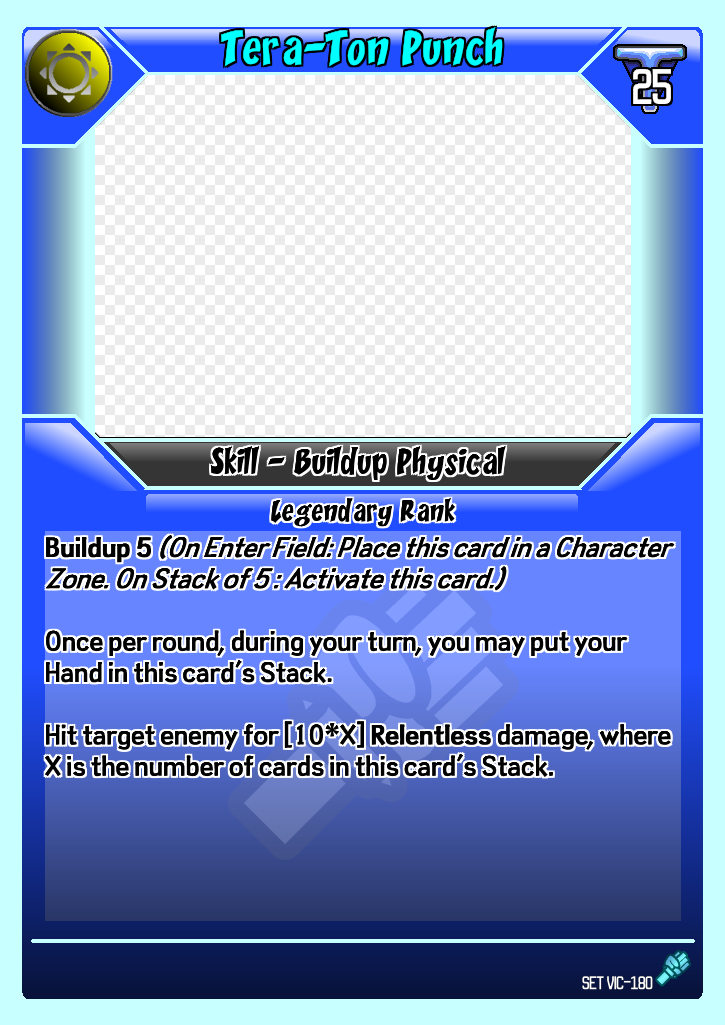 Tera-Ton Punch
25
Skill - Buildup Physical
Legendary Rank
Buildup 5 (On Enter Field: Place this card in a Character
Zone. On Stack of 5 : Activate this card.)
Once per round, during your turn, you may put your
Hand in this card's Stack.
Hit target enemy for [10*X] Relentless damage, where
X is the number of cards in this card's Stack.
SET VIC-180